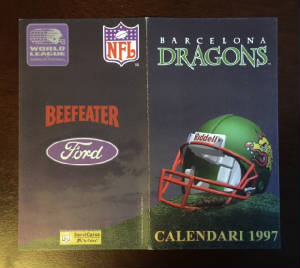 WORLD
LEAGUE
NFL
BEEFEATER
Ford
BARCELONA
DRAGONS
Riddell
CALENDARI 1997